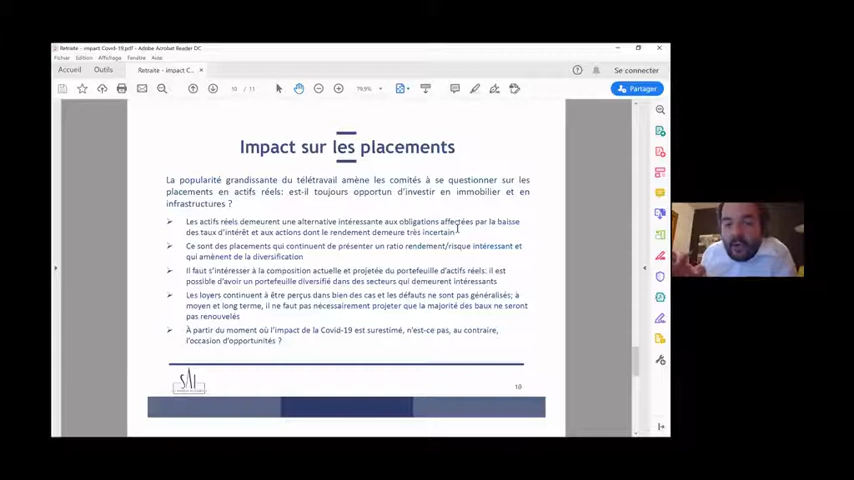 Retraite - impact Covid-19.pdf - Adobe Acrobat Reader DC
Fichier Edition Affichage Fenêtre Aide
Accueil Outils Retraite - impact C... ×
Se connecter
10 / 11 79,9%
Partager
Impact sur les placements
La popularité grandissante du télétravail amène les comités à se questionner sur les
placements en actifs réels: est-il toujours opportun d'investir en immobilier et en
infrastructures ?
Les actifs réels demeurent une alternative intéressante aux obligations affectées par la baisse
des taux d'intérêt et aux actions dont le rendement demeure très incertain
Ce sont des placements qui continuent de présenter un ratio rendement/risque intéressant et
qui amènent de la diversification
Il faut s'intéresser à la composition actuelle et projetée du portefeuille d'actifs réels: il est
possible d'avoir un portefeuille diversifié dans des secteurs qui demeurent intéressants
Les loyers continuent à être perçus dans bien des cas et les défauts ne sont pas généralisés; à
moyen et long terme, il ne faut pas nécessairement projeter que la majorité des baux ne seront
pas renouvelés
À partir du moment où l'impact de la Covid-19 est surestimé, n'est-ce pas, au contraire,
l'occasion d'opportunités ?
SAI
10